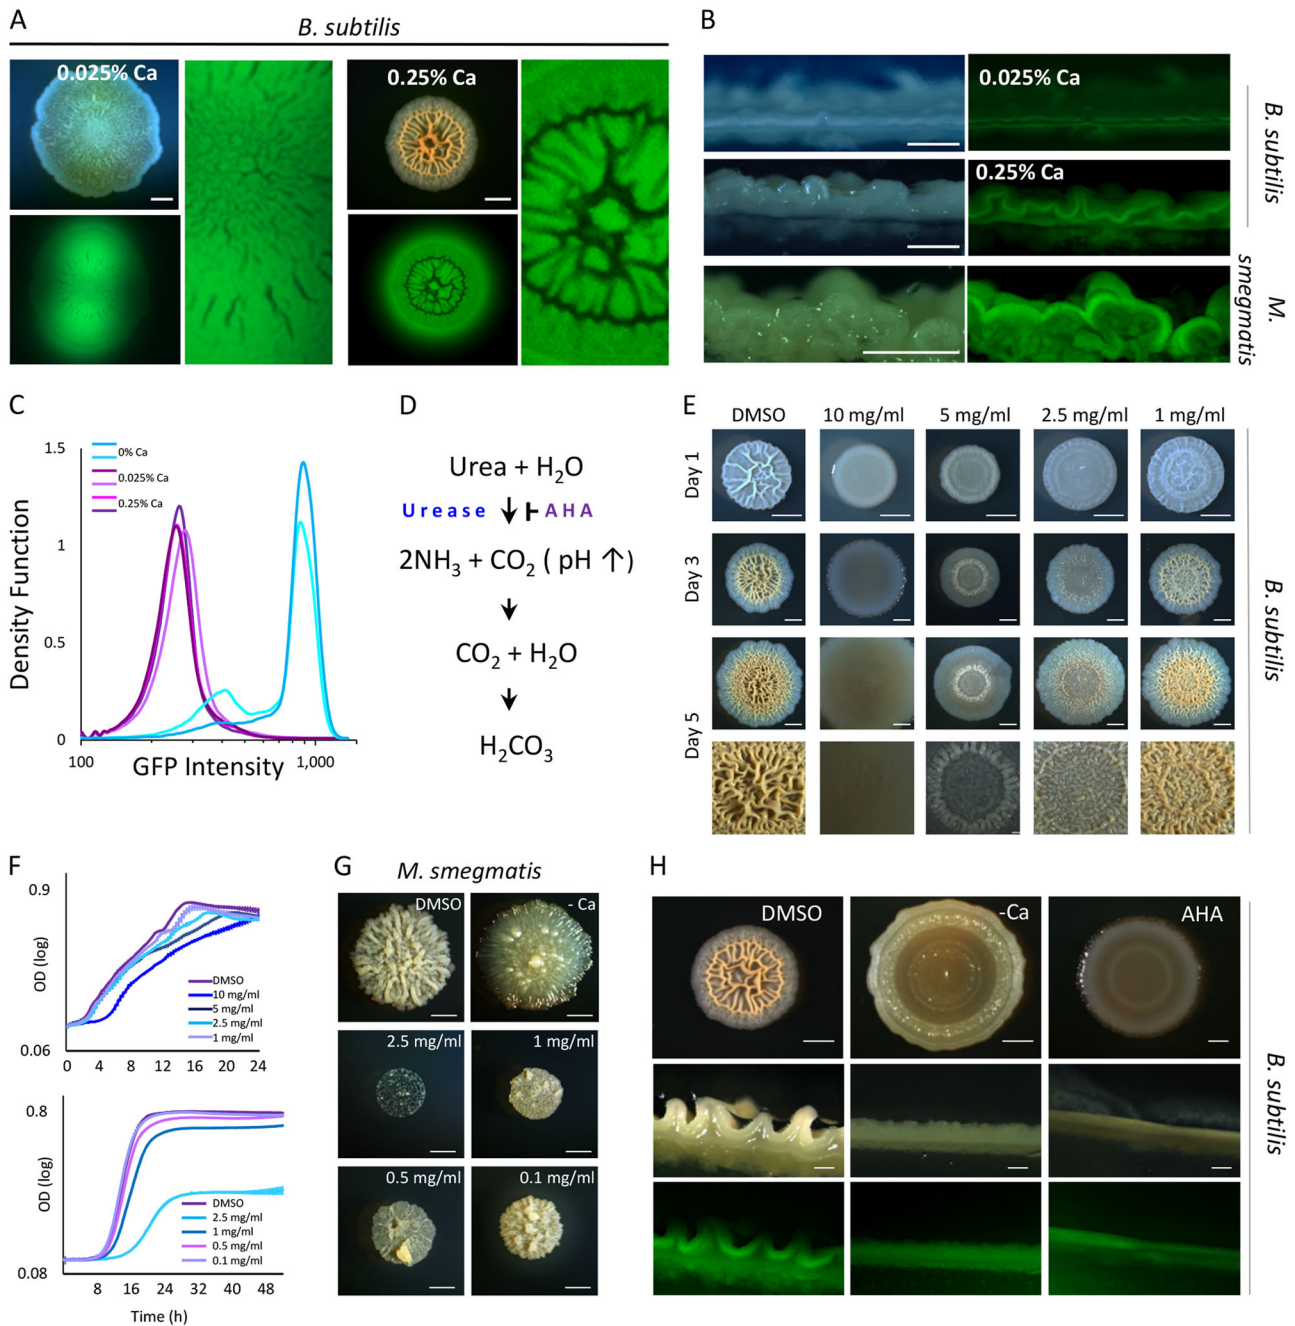 A
B. subtilis
0.025% Ca
0.25% Ca
B
0.025% Ca
0.25% Ca
B. subtilis
M.
smegmatis
C
1.5
1
0.5
0
100
1,000
0% Ca
0.025% Ca
0.25% Ca
Density Function
GFP Intensity
D
Urea + H₂O
Urease
AHA
2NH₃ + CO₂ ( pH ↑)
CO₂ + H₂O
H₂CO₃
E
DMSO 10 mg/ml 5 mg/ml 2.5 mg/ml 1 mg/ml
Day 1
Day 3
Day 5
B. subtilis
F
0.9
OD (log)
0.06
DMSO
10 mg/ml
5 mg/ml
2.5 mg/ml
1 mg/ml
0 4 8 12 16 20 24
0.8
OD (log)
0.08
DMSO
2.5 mg/ml
1 mg/ml
0.5 mg/ml
0.1 mg/ml
8 16 24 32 40 48
Time (h)
G
M. smegmatis
DMSO
- Ca
2.5 mg/ml
1 mg/ml
0.5 mg/ml
0.1 mg/ml
H
DMSO
-Ca
AHA
B. subtilis